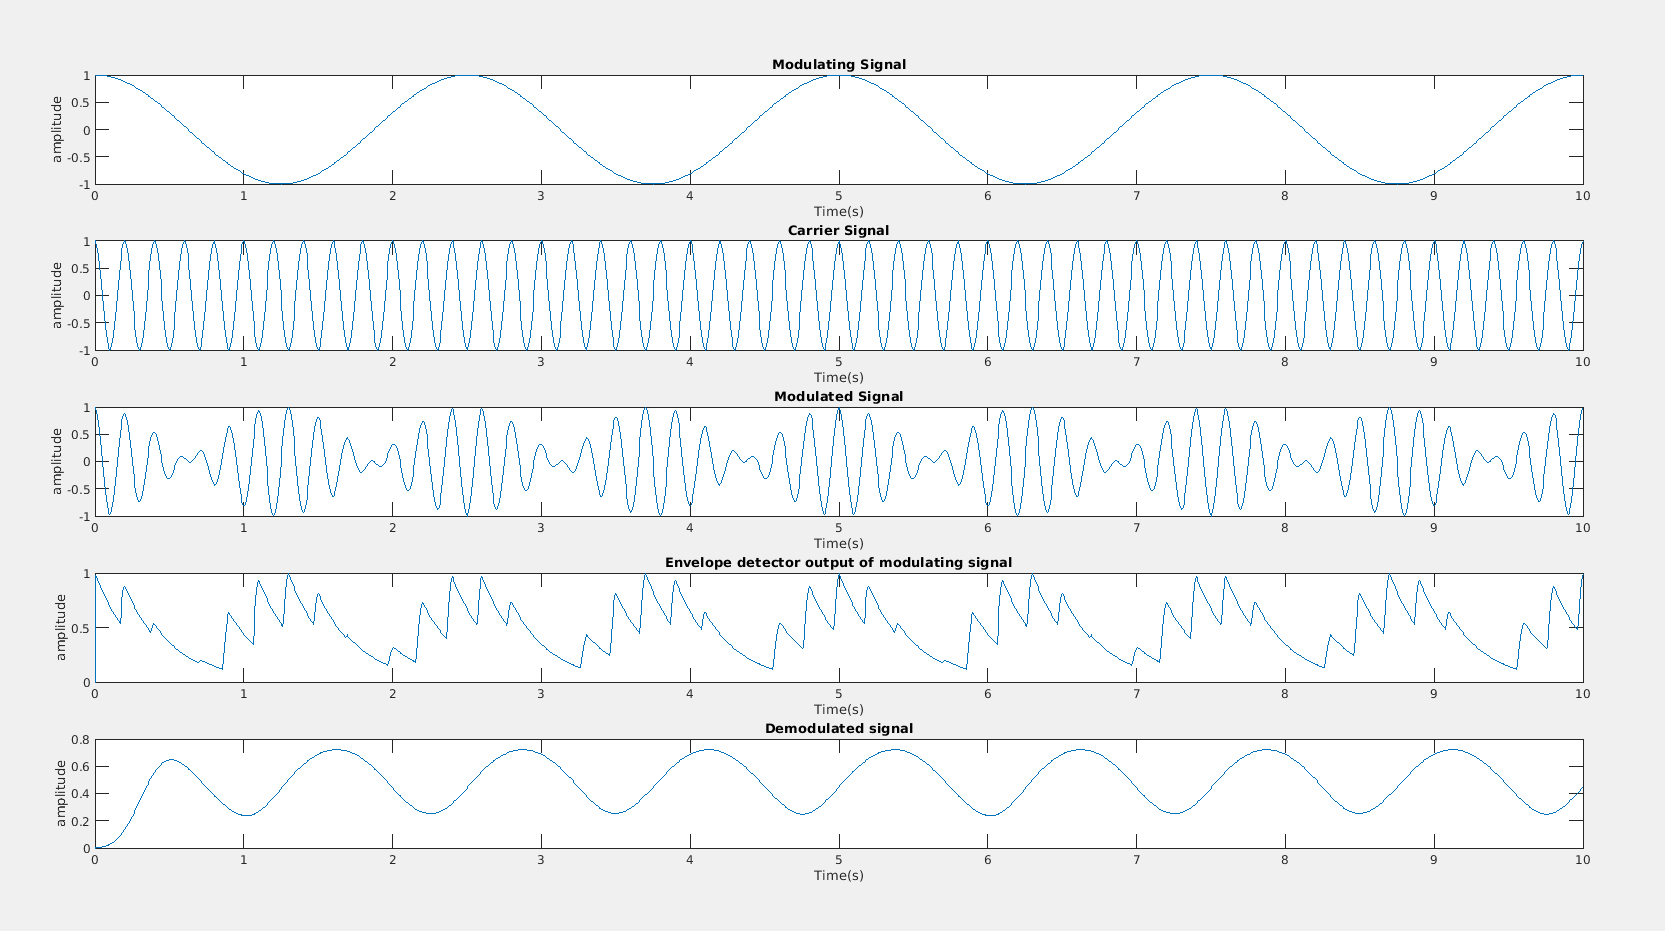 Modulating Signal
1
0.5
0
-0.5
-1
amplitude
0 1 2 3 4 5 6 7 8 9 10
Time(s)
Carrier Signal
1
0.5
0
-0.5
-1
amplitude
0 1 2 3 4 5 6 7 8 9 10
Time(s)
Modulated Signal
1
0.5
0
-0.5
-1
amplitude
0 1 2 3 4 5 6 7 8 9 10
Time(s)
Envelope detector output of modulating signal
1
0.5
0
amplitude
0 1 2 3 4 5 6 7 8 9 10
Time(s)
Demodulated signal
0.8
0.6
0.4
0.2
0
amplitude
0 1 2 3 4 5 6 7 8 9 10
Time(s)